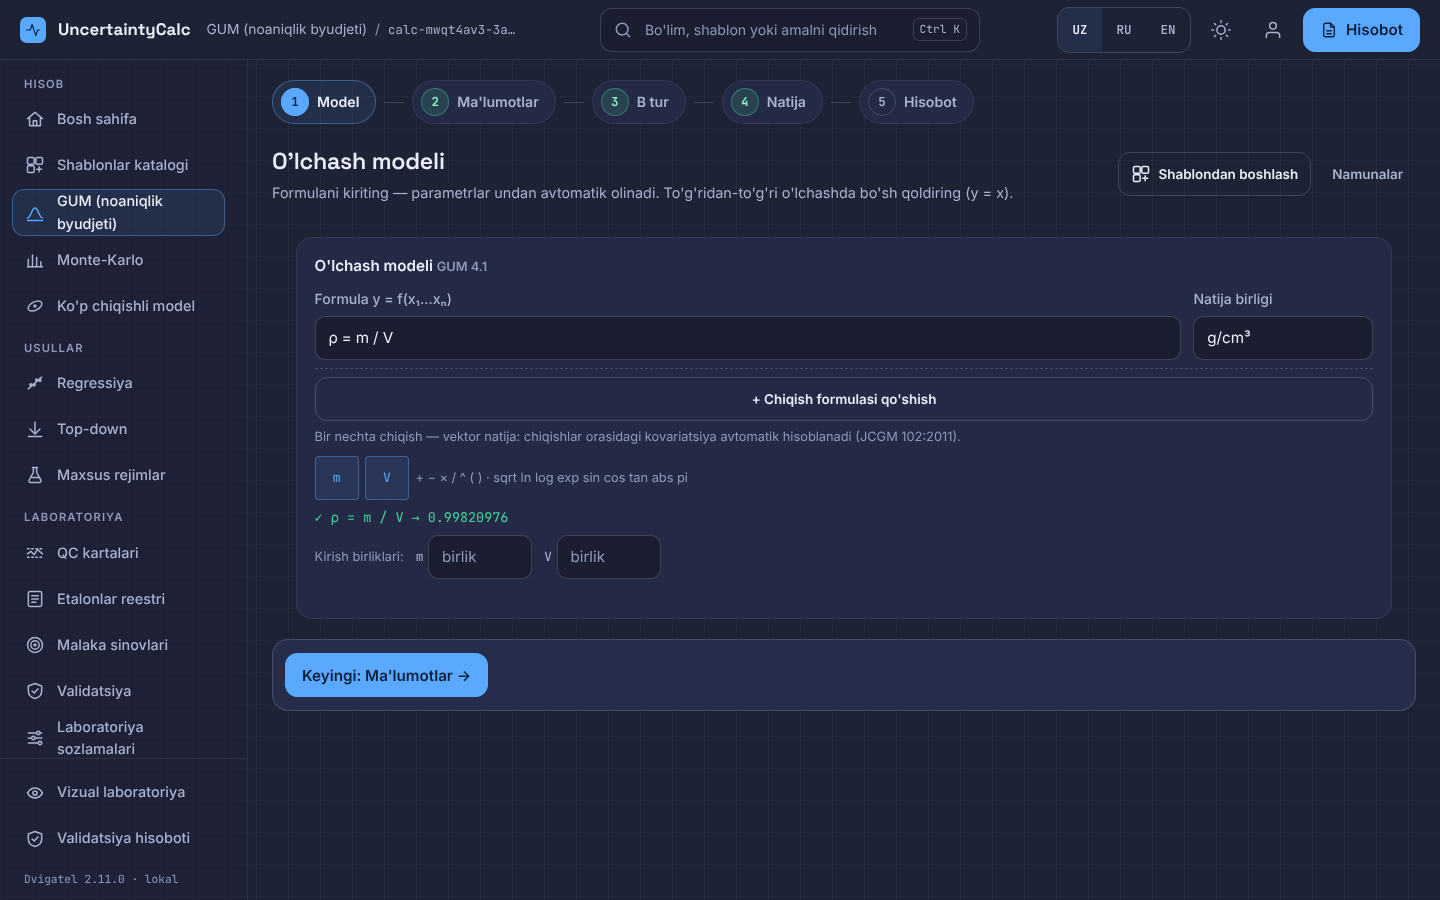 UncertaintyCalc
GUM (noaniqlik byudjeti) / calc-mwqt4av3-3a…
Bo'lim, shablon yoki amalni qidirish
Ctrl K
UZ RU EN
Hisobot
HISOB
Bosh sahifa
Shablonlar katalogi
GUM (noaniqlik
byudjeti)
Monte-Karlo
Ko'p chiqishli model
USULLAR
Regressiya
Top-down
Maxsus rejimlar
LABORATORIYA
QC kartalari
Etalonlar reestri
Malaka sinovlari
Validatsiya
Laboratoriya
sozlamalari
Vizual laboratoriya
Validatsiya hisoboti
Dvigatel 2.11.0 · lokal
1 Model
2 Ma'lumotlar
3 B tur
4 Natija
5 Hisobot
O'lchash modeli
Formulani kiriting — parametrlar undan avtomatik olinadi. To'g'ridan-to'g'ri o'lchashda bo'sh qoldiring (y = x).
Shablondan boshlash
Namunalar
O'lchash modeli GUM 4.1
Formula y = f(x₁…xₙ)
Natija birligi
ρ = m / V
g/cm³
+ Chiqish formulasi qo'shish
Bir nechta chiqish — vektor natija: chiqishlar orasidagi kovariatsiya avtomatik hisoblanadi (JCGM 102:2011).
m V + − × / ^ ( ) · sqrt ln log exp sin cos tan abs pi
✓ ρ = m / V → 0.99820976
Kirish birliklari: m birlik V birlik
Keyingi: Ma'lumotlar →